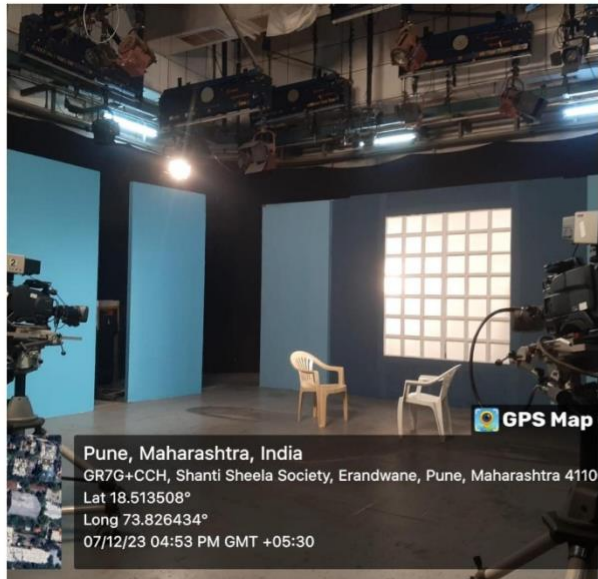 2
GPS Map
Pune, Maharashtra, India
GR7G+CCH, Shanti Sheela Society, Erandwane, Pune, Maharashtra 4110
Lat 18.513508°
Long 73.826434°
07/12/23 04:53 PM GMT +05:30